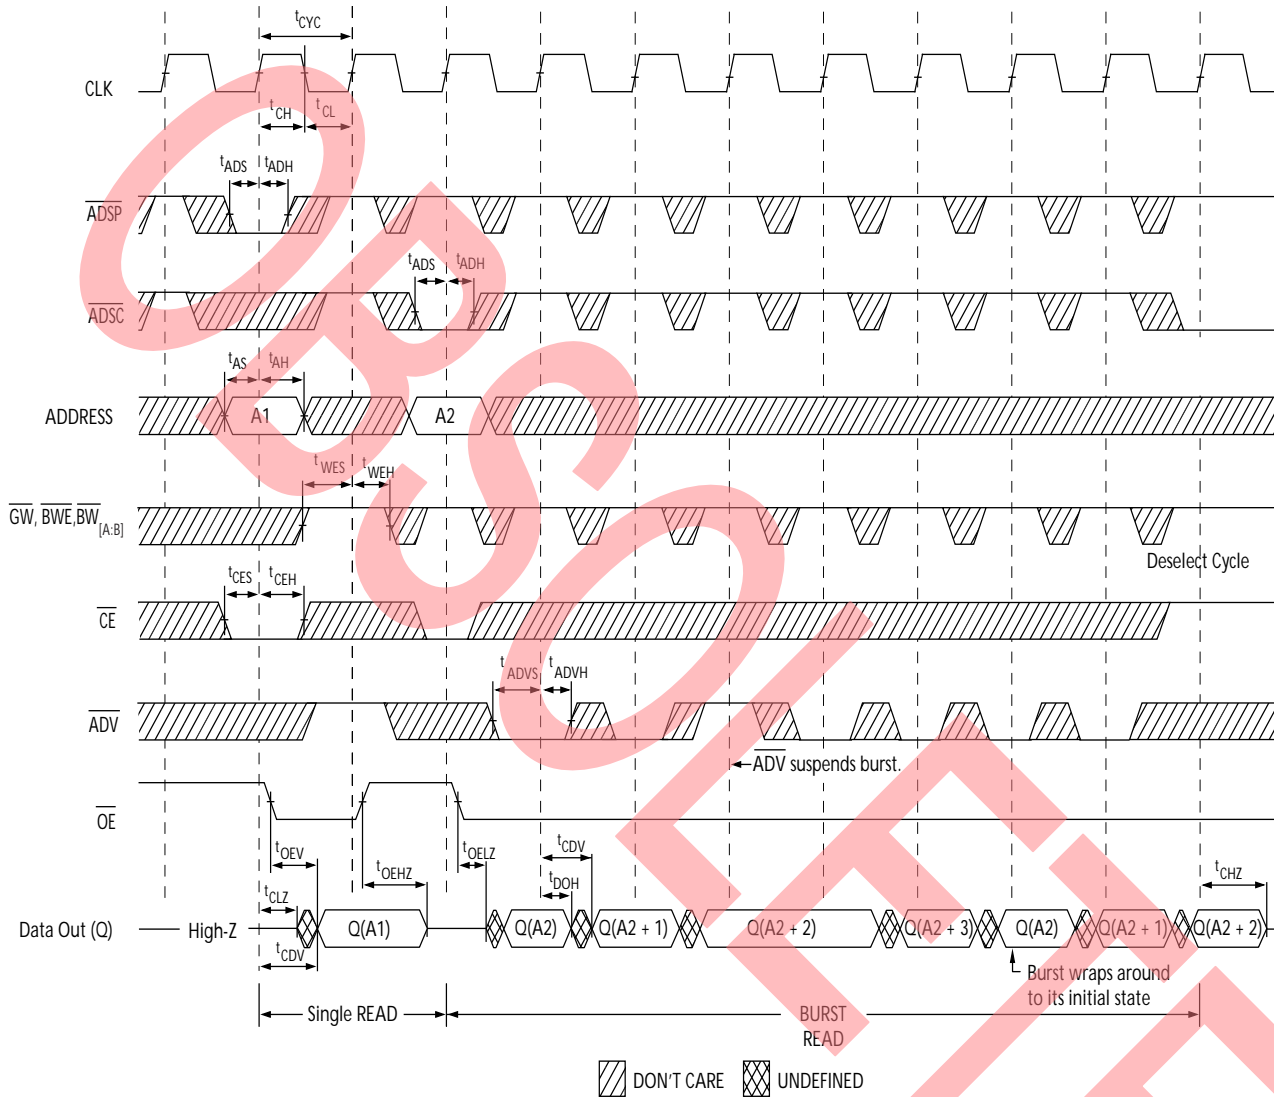 tCYC
CLK
tCH
tCL
tADS
tADH
ADSP
tADS
tADH
ADSC
tAS
tAH
ADDRESS
A1
A2
tWES
tWEH
GW, BWE,BW[A:B]
Deselect Cycle
tCES
tCEH
CE
tADVS
tADVH
ADV
ADV suspends burst.
OE
tOEV
tOEHZ
tOELZ
tCDV
tDOH
tCLZ
tCHZ
Data Out (Q)
High-Z
Q(A1)
Q(A2)
Q(A2 + 1)
Q(A2 + 2)
Q(A2 + 3)
Q(A2)
Q(A2 + 1)
Q(A2 + 2)
tCDV
Burst wraps around
to its initial state
Single READ
BURST
READ
DON'T CARE
UNDEFINED
OBSOLETE